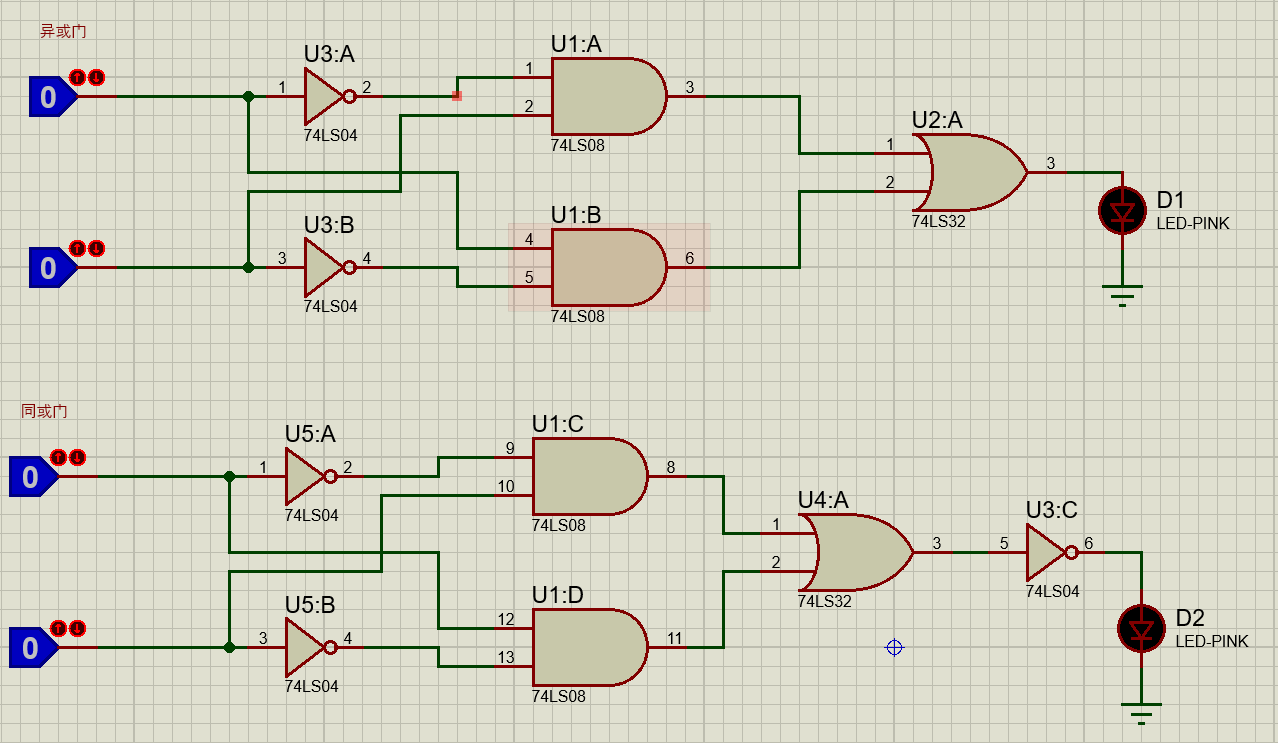 异或门
0
U3:A
1
2
74LS04
U1:A
1
2
3
74LS08
U2:A
1
2
3
74LS32
D1
LED-PINK
0
U3:B
3
4
74LS04
U1:B
4
5
6
74LS08
同或门
0
U5:A
1
2
74LS04
U1:C
9
10
8
74LS08
U4:A
1
2
3
74LS32
U3:C
5
6
74LS04
D2
LED-PINK
0
U5:B
3
4
74LS04
U1:D
12
13
11
74LS08